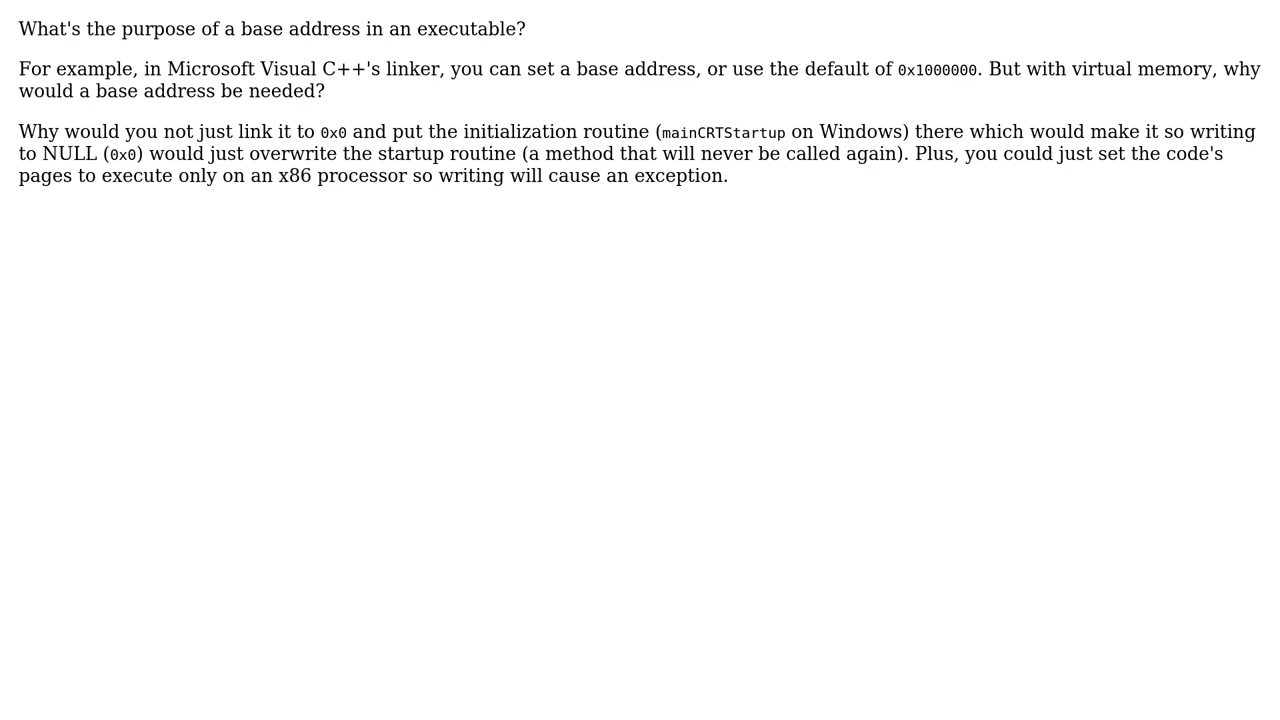 What's the purpose of a base address in an executable?
For example, in Microsoft Visual C++'s linker, you can set a base address, or use the default of 0x1000000. But with virtual memory, why
would a base address be needed?
Why would you not just link it to 0x0 and put the initialization routine (mainCRTStartup on Windows) there which would make it so writing
to NULL (0x0) would just overwrite the startup routine (a method that will never be called again). Plus, you could just set the code's
pages to execute only on an x86 processor so writing will cause an exception.